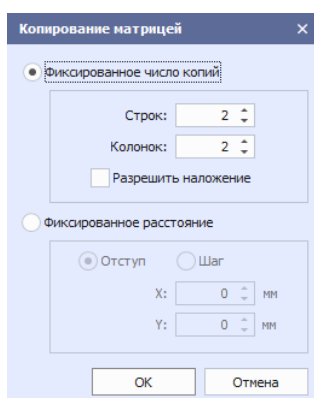 Копирование матрицей
Фиксированное число копий
Строк: 2
Колонок: 2
Разрешить наложение
Фиксированное расстояние
Отступ Шаг
X: 0 мм
Y: 0 мм
OK Отмена